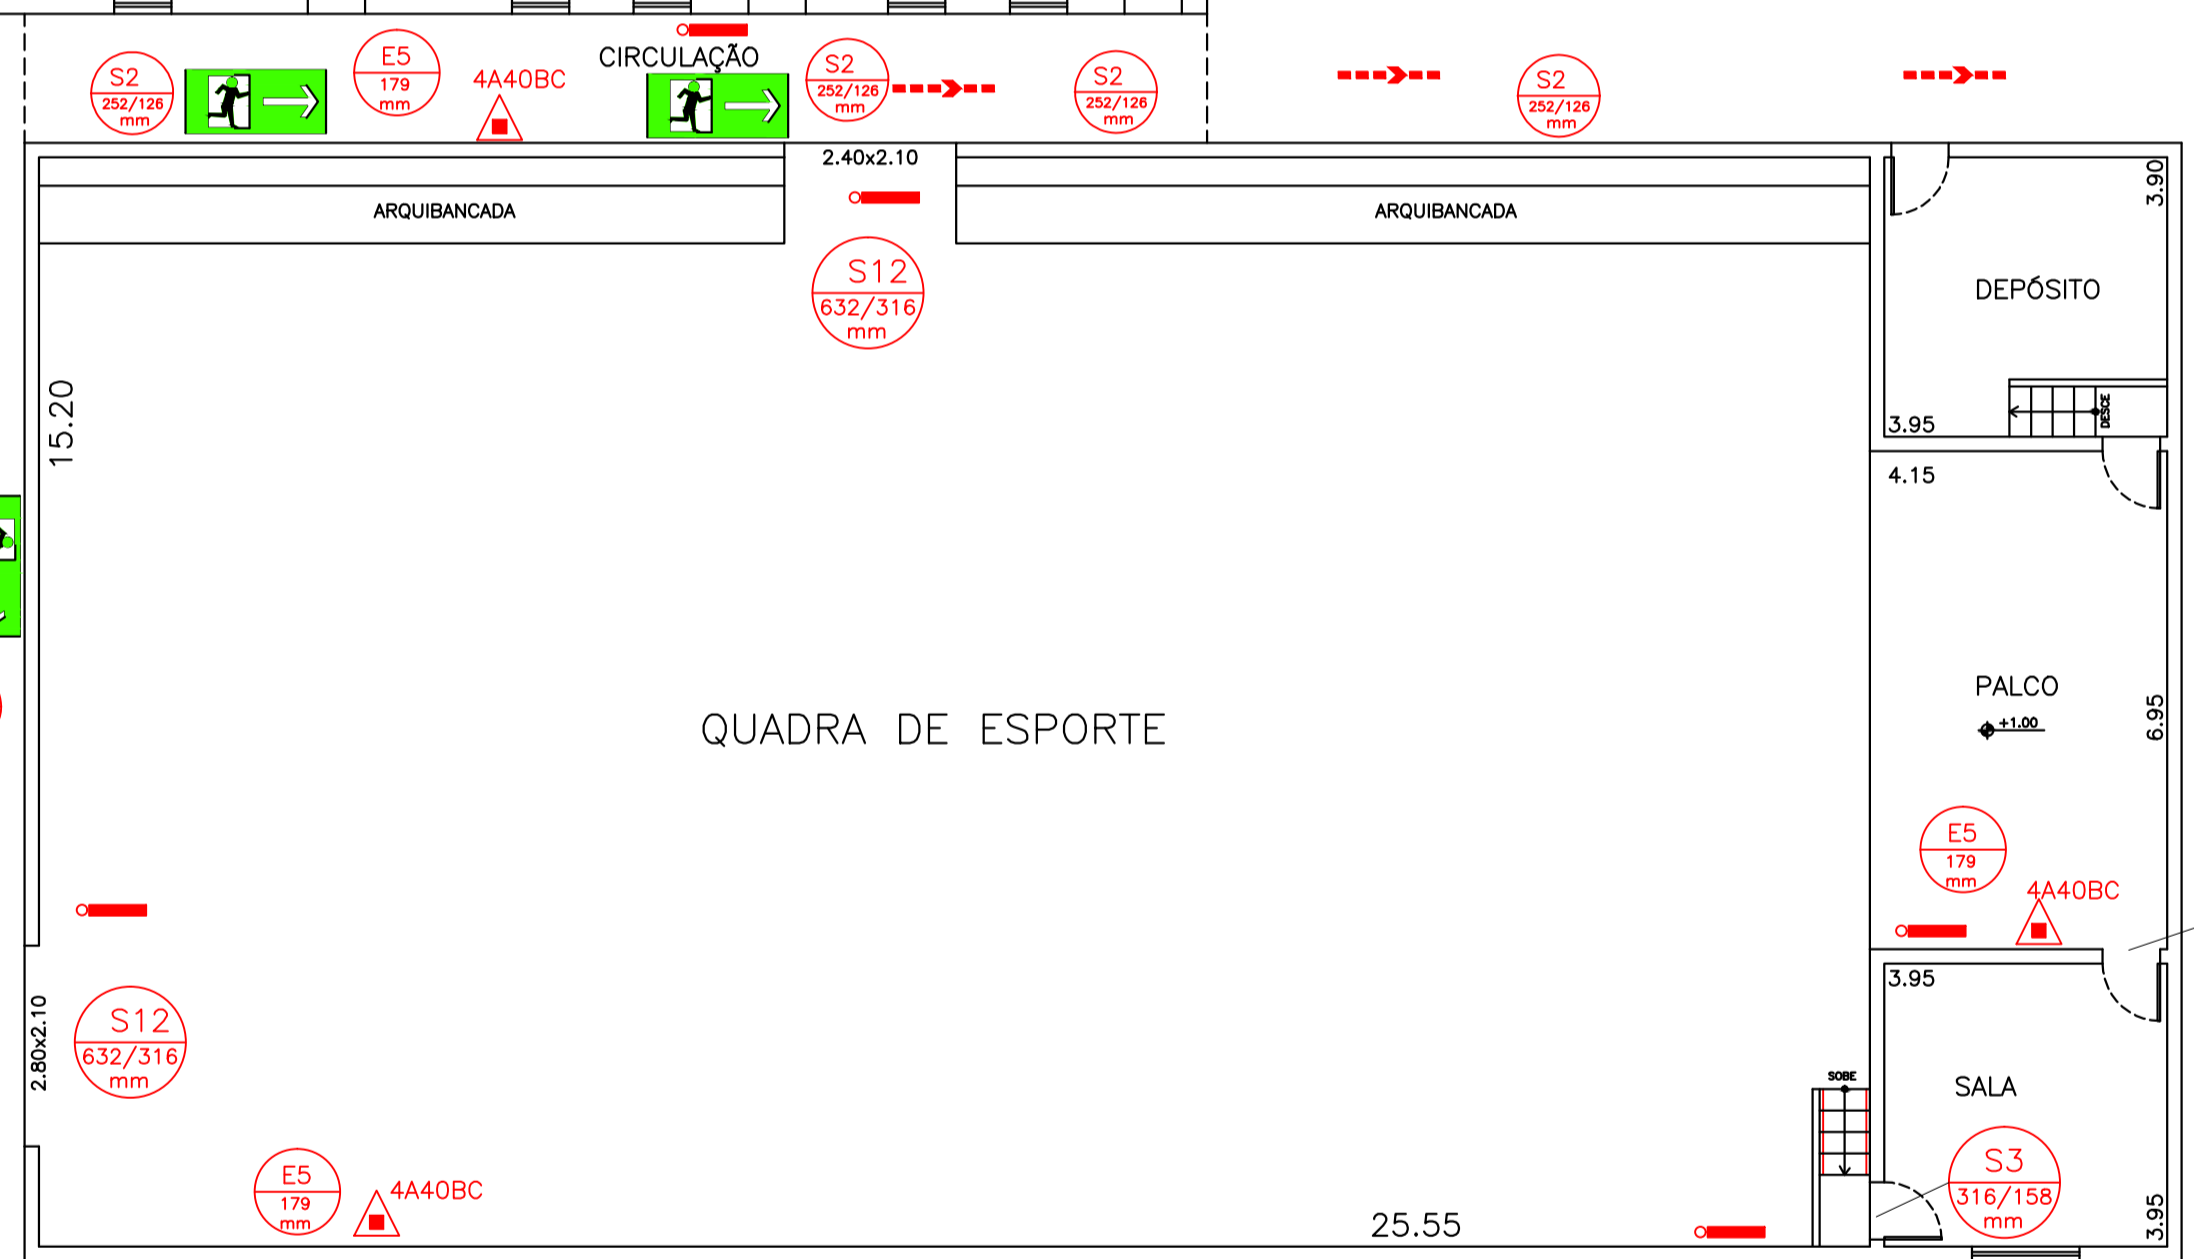 CIRCULAÇÃO
S2
252/126
mm
E5
179
mm
4A40BC
S2
252/126
mm
S2
252/126
mm
S2
252/126
mm
2.40x2.10
ARQUIBANCADA
ARQUIBANCADA
3.90
S12
632/316
mm
DEPÓSITO
15.20
DESCE
3.95
4.15
QUADRA DE ESPORTE
PALCO
+1.00
6.95
E5
179
mm
4A40BC
3.95
2.80x2.10
S12
632/316
mm
SOBE
SALA
E5
179
mm
4A40BC
25.55
S3
316/158
mm
3.95